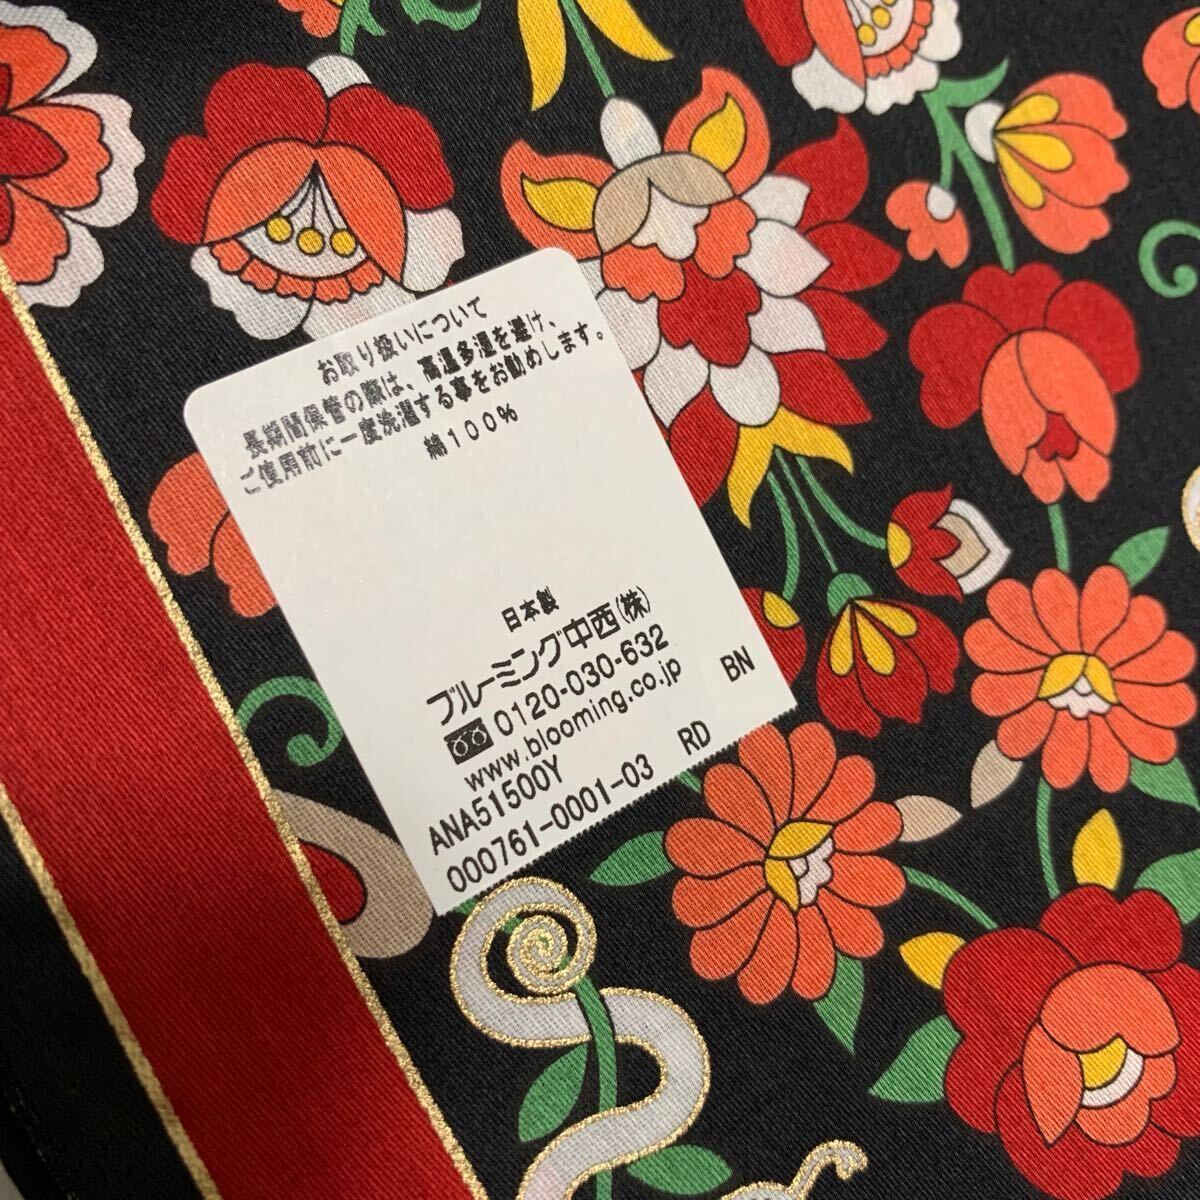 お取り扱いについて
長期間保管の際は、高温多湿を避け、
ご使用前に一度洗濯する事をお勧めします。
綿100%
日本製
ブルーミング中西(株)
0120-030-632
www.blooming.co.jp
ANA51500Y RD BN
000761-0001-03